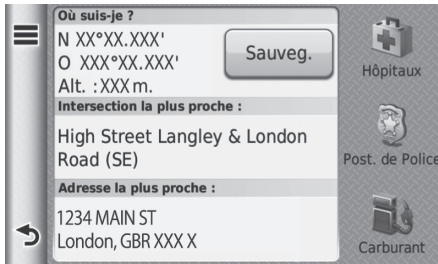 Où suis-je ?
N XX°XX.XXX'
O XXX°XX.XXX'
Alt. : XXX m.
Sauveg.
Intersection la plus proche :
High Street Langley & London
Road (SE)
Adresse la plus proche :
1234 MAIN ST
London, GBR XXX X
Hôpitaux
Post. de Police
Carburant